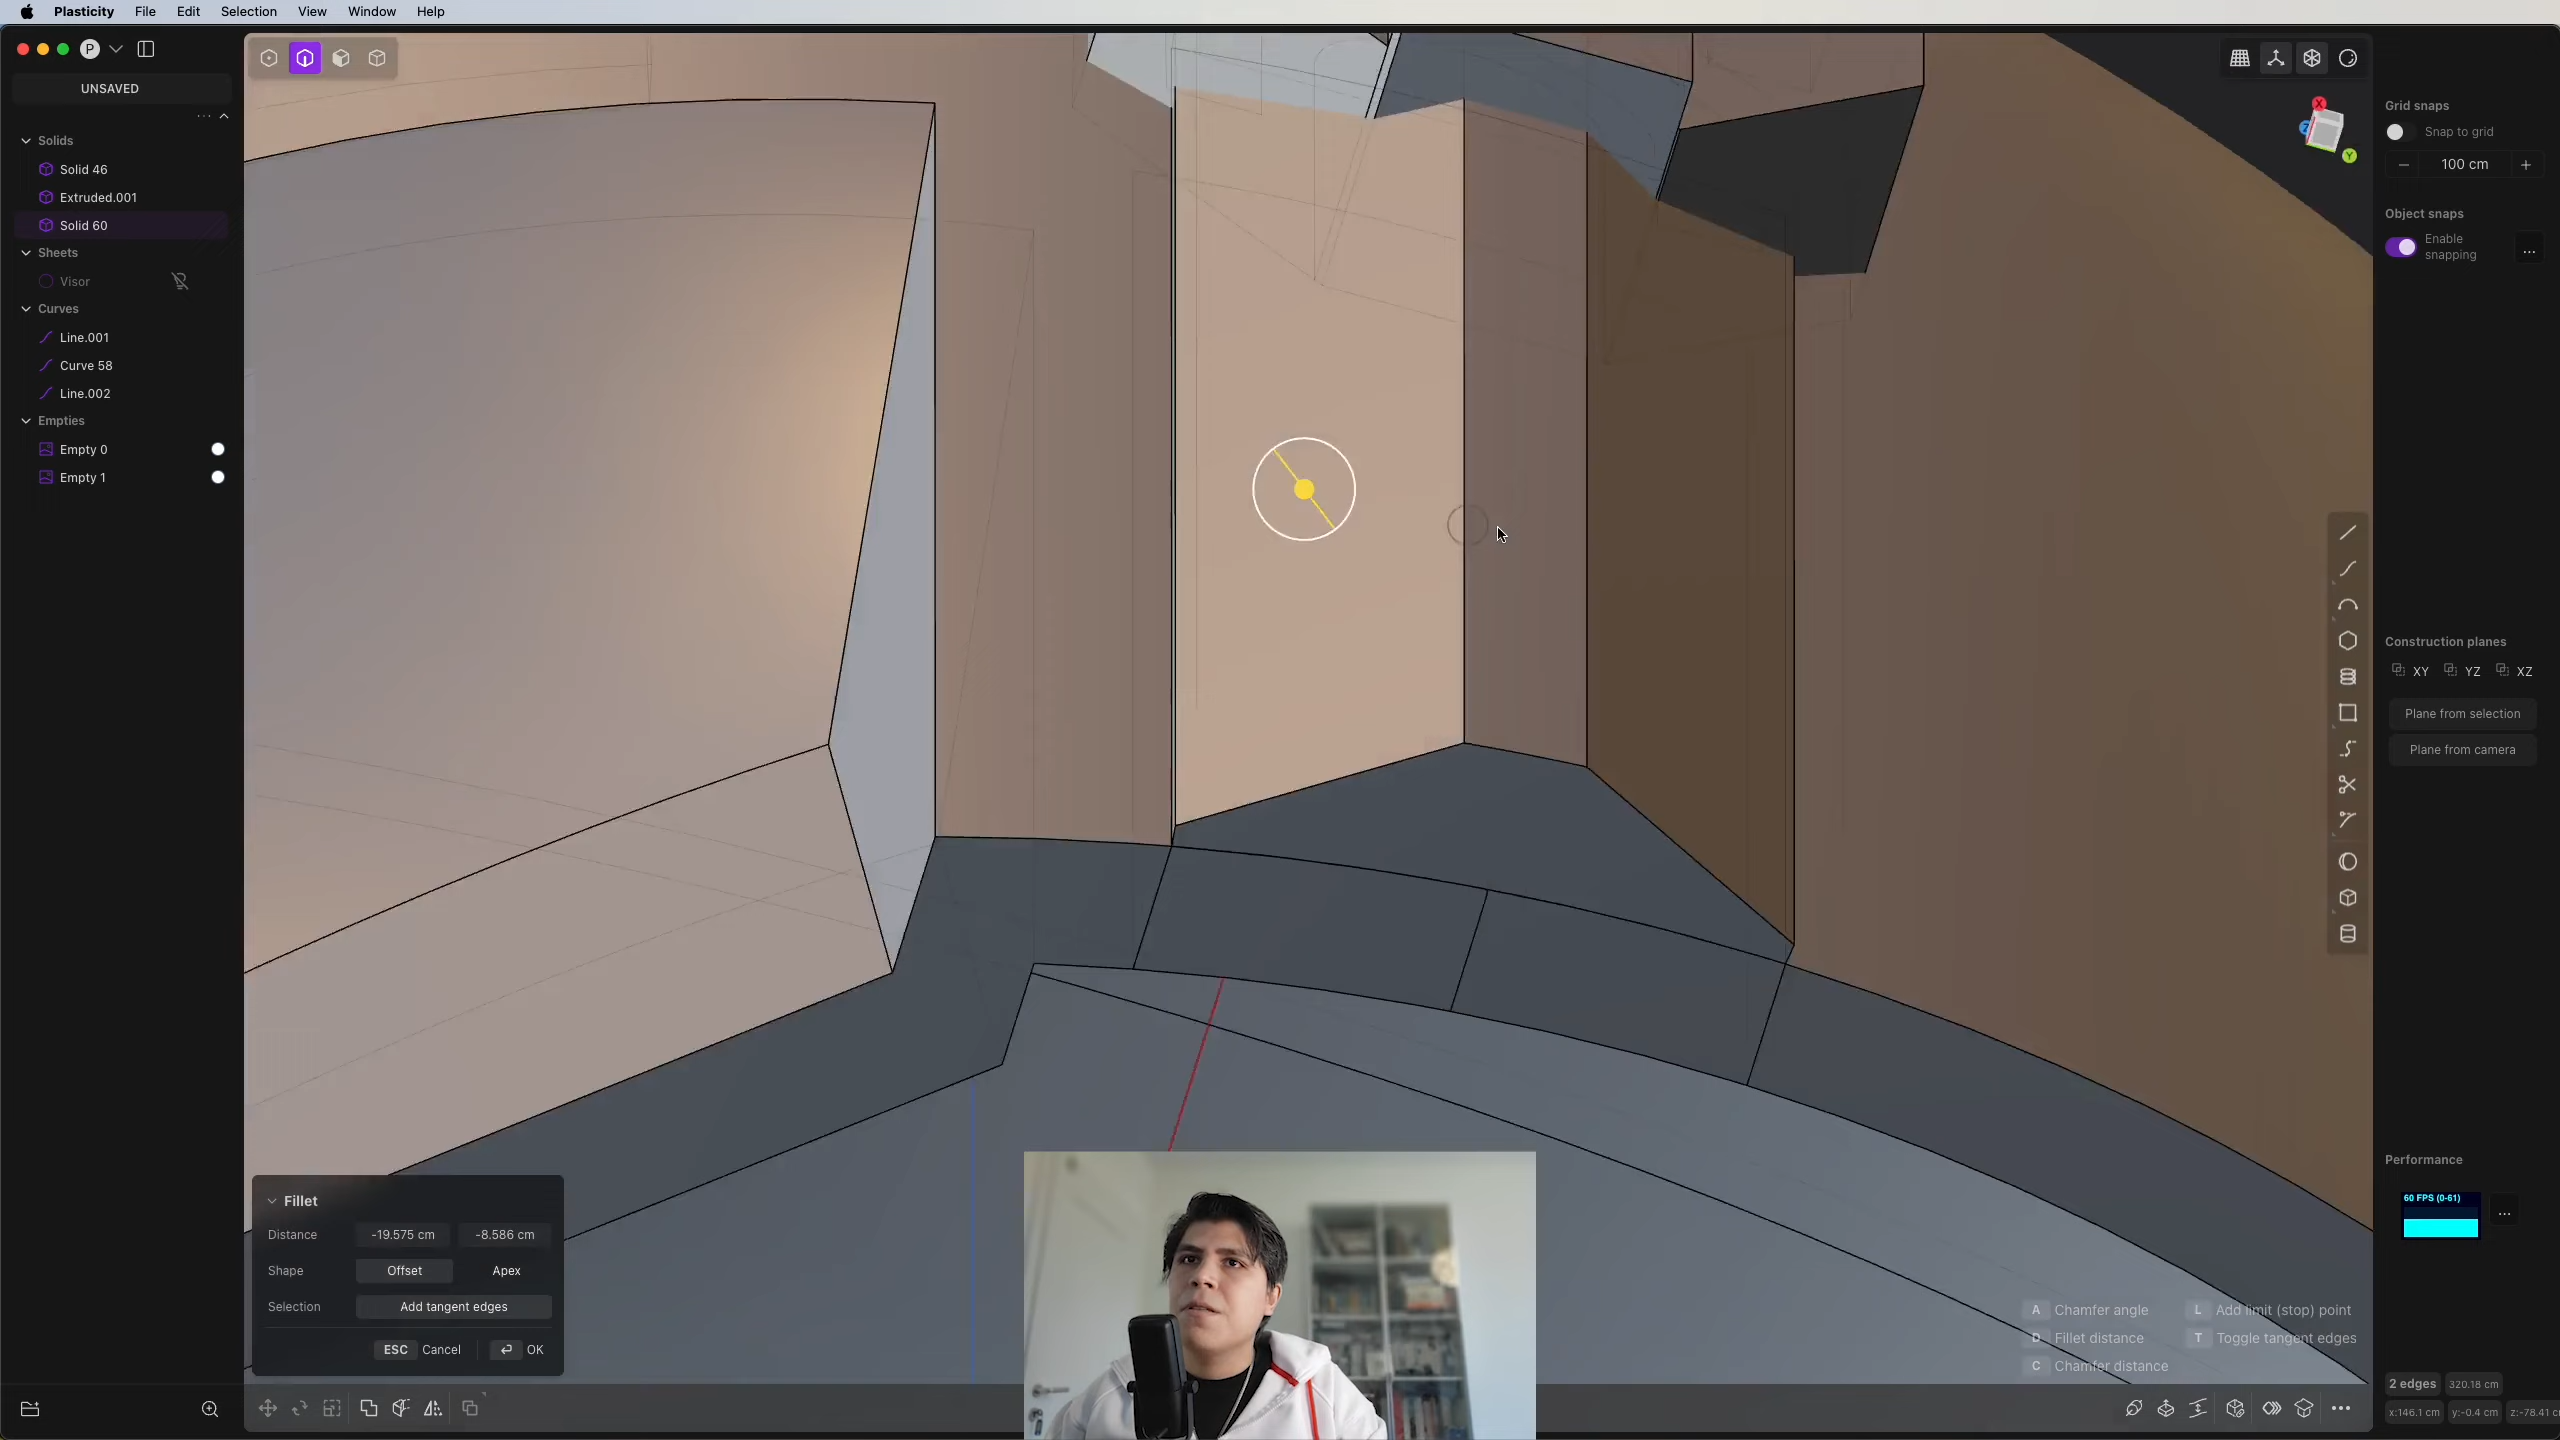 Plasticity File Edit Selection View Window Help
P
UNSAVED
Solids
Solid 46
Extruded.001
Solid 60
Sheets
Visor
Curves
Line.001
Curve 58
Line.002
Empties
Empty 0
Empty 1
X
Z
Y
Grid snaps
Snap to grid
100 cm
Object snaps
Enable snapping
Construction planes
XY YZ XZ
Plane from selection
Plane from camera
Performance
60 FPS (0-61)
Fillet
Distance -19.575 cm -8.586 cm
Shape Offset Apex
Selection Add tangent edges
ESC Cancel OK
A Chamfer angle L Add limit (stop) point
D Fillet distance T Toggle tangent edges
C Chamfer distance
2 edges 320.18 cm
x:146.1 cm y:-0.4 cm z:-78.41 c